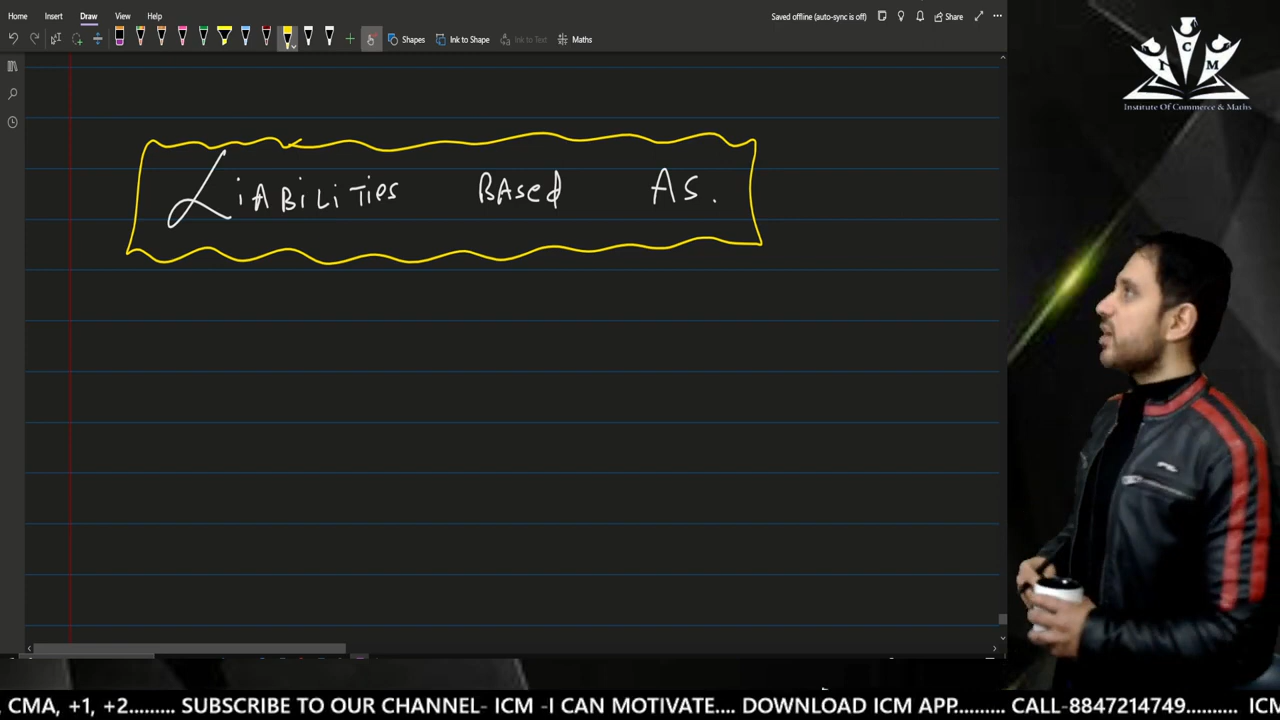 Home Insert Draw View Help
Saved offline (auto-sync is off) Share
Shapes Ink to Shape Ink to Text Maths
I C M
Institute Of Commerce & Maths
LiABiLiTies BAsed AS.
, CMA, +1, +2......... SUBSCRIBE TO OUR CHANNEL- ICM -I CAN MOTIVATE.... DOWNLOAD ICM APP......... CALL-8847214749......... ICM